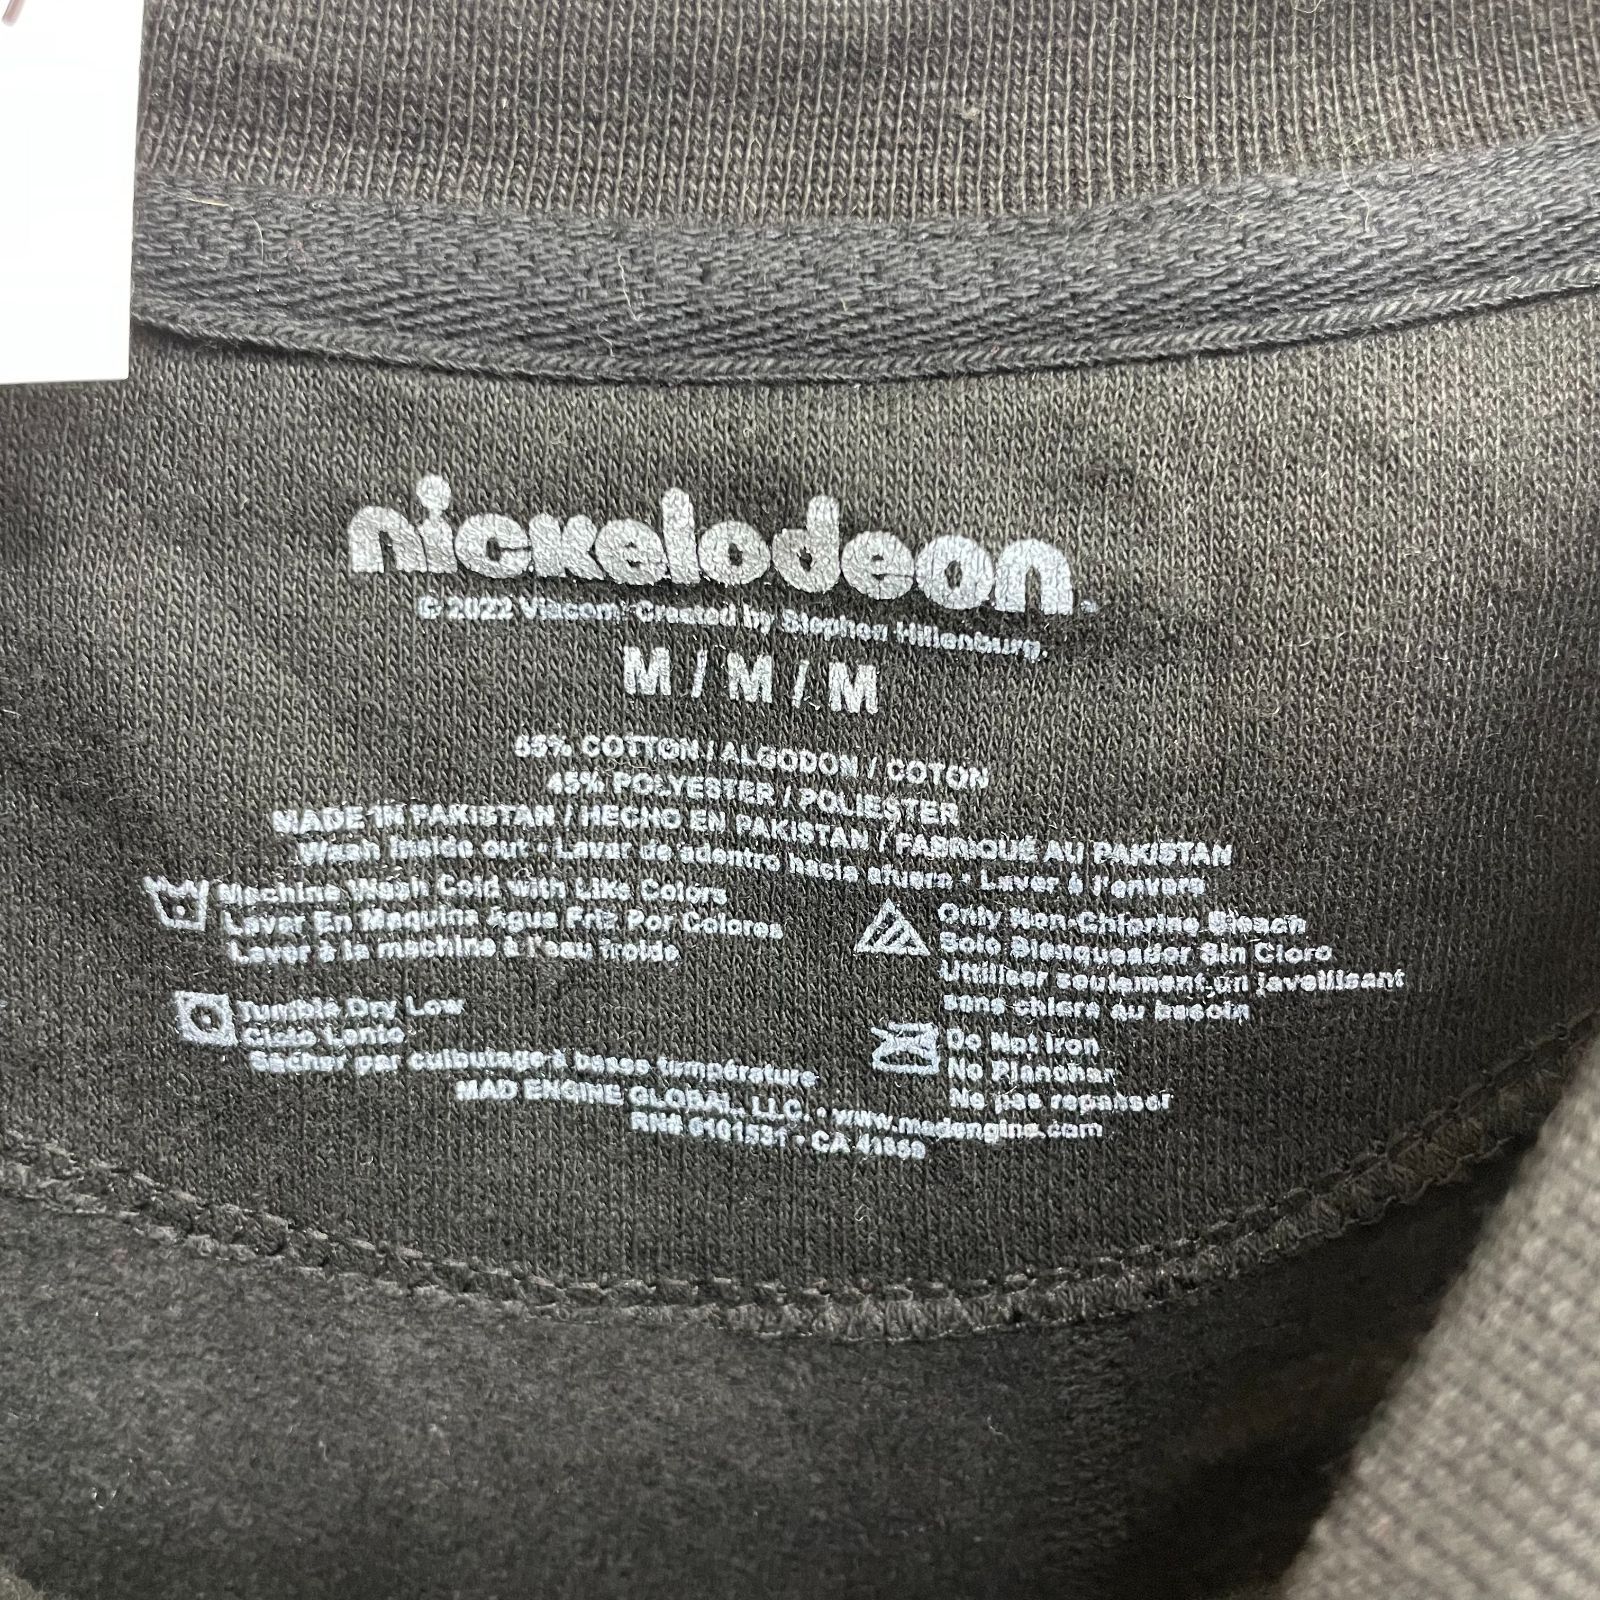 nickelodeon
© 2022 Viacom. Created by Stephen Hillenburg.
M / M / M
55% COTTON / ALGODON / COTON
45% POLYESTER / POLIESTER
MADE IN PAKISTAN / HECHO EN PAKISTAN / FABRIQUÉ AU PAKISTAN
Wash Inside out • Lavar de adentro hacia afuera • Laver à l'envers
Machine Wash Cold with Like Colors
Lavar En Maquina Agua Fria Por Colores
Laver à la machine à l'eau froide
Only Non-Chlorine Bleach
Solo Blanqueador Sin Cloro
Uttiliser seulement un javellisant
sans chlore au besoin
Tumble Dry Low
Ciclo Lento
Sécher par culbutage à basse température
Do Not Iron
No Planchar
Ne pas repasser
MAD ENGINE GLOBAL, LLC. • www.madengine.com
RN# 0101531 • CA